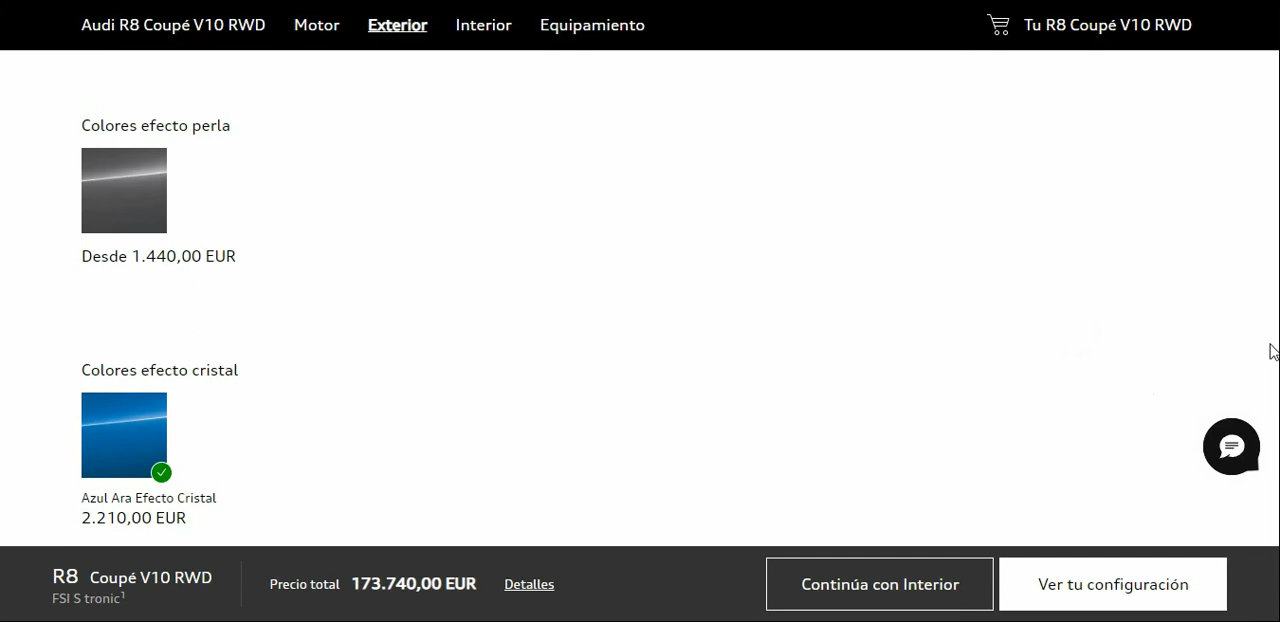 Audi R8 Coupé V10 RWD Motor Exterior Interior Equipamiento Tu R8 Coupé V10 RWD
Colores efecto perla
Desde 1.440,00 EUR
Colores efecto cristal
Azul Ara Efecto Cristal
2.210,00 EUR
R8 Coupé V10 RWD
FSI S tronic¹
Precio total 173.740,00 EUR Detalles
Continúa con Interior
Ver tu configuración